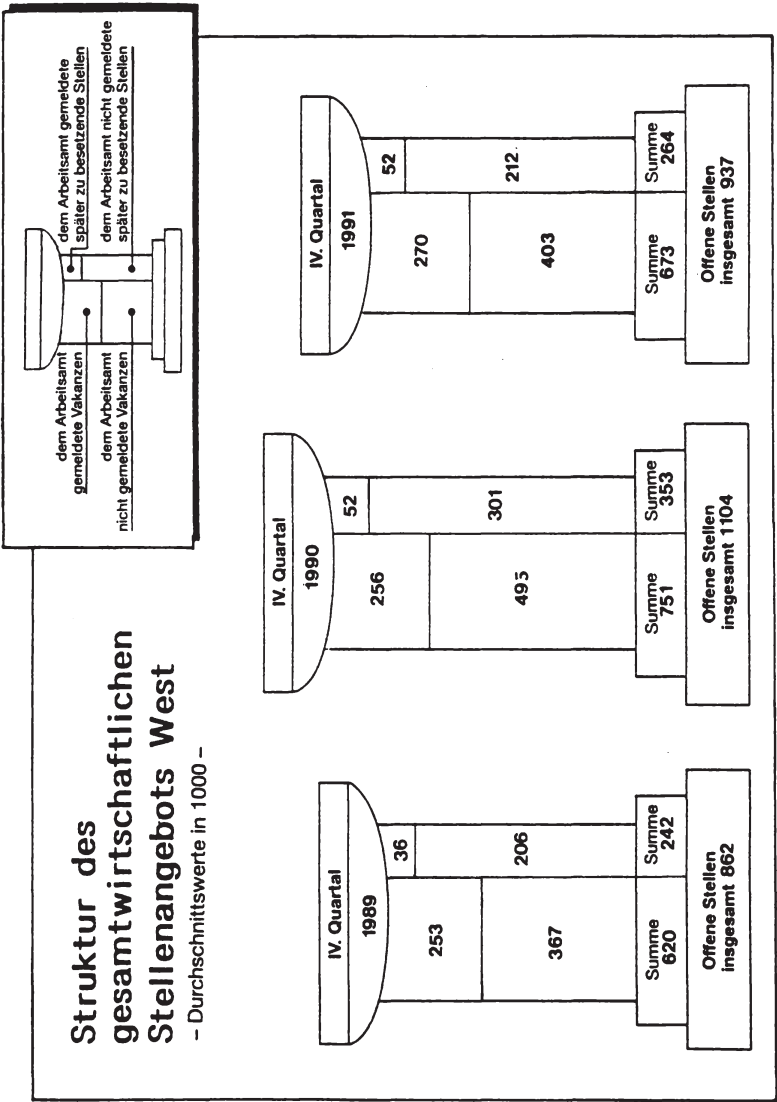 Struktur des
gesamtwirtschaftlichen
Stellenangebots West
– Durchschnittswerte in 1000 –
dem Arbeitsamt
gemeldete Vakanzen
dem Arbeitsamt
nicht gemeldete Vakanzen
dem Arbeitsamt gemeldete
später zu besetzende Stellen
dem Arbeitsamt nicht gemeldete
später zu besetzende Stellen
IV. Quartal
1989
253
36
367
206
Summe
620
Summe
242
Offene Stellen
insgesamt 862
IV. Quartal
1990
256
52
495
301
Summe
751
Summe
353
Offene Stellen
insgesamt 1104
IV. Quartal
1991
270
52
403
212
Summe
673
Summe
264
Offene Stellen
insgesamt 937